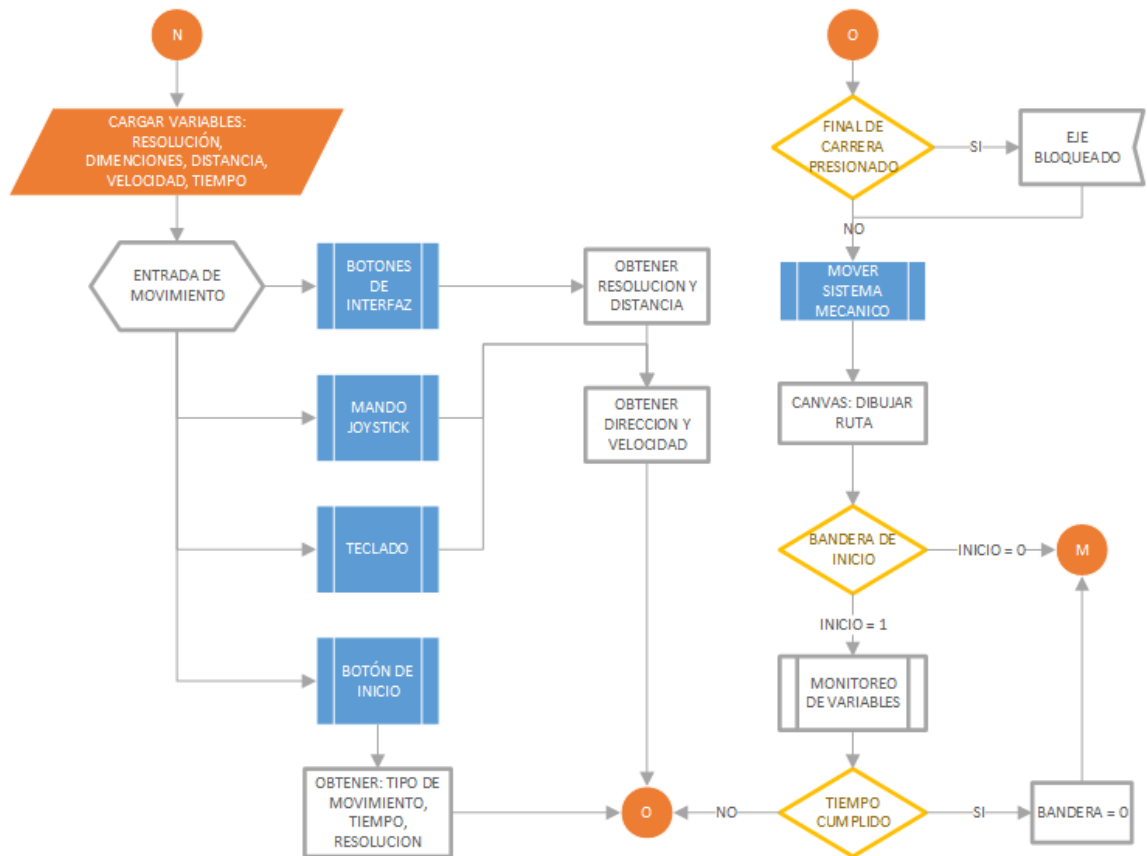 N
CARGAR VARIABLES:
RESOLUCIÓN,
DIMENCIONES, DISTANCIA,
VELOCIDAD, TIEMPO
ENTRADA DE
MOVIMIENTO
BOTONES
DE
INTERFAZ
OBTENER
RESOLUCION Y
DISTANCIA
MANDO
JOYSTICK
OBTENER
DIRECCION Y
VELOCIDAD
TECLADO
BOTÓN DE
INICIO
OBTENER: TIPO DE
MOVIMIENTO,
TIEMPO,
RESOLUCION
O
O
FINAL DE
CARRERA
PRESIONADO
SI
EJE
BLOQUEADO
NO
MOVER
SISTEMA
MECANICO
CANVAS: DIBUJAR
RUTA
BANDERA DE
INICIO
INICIO = 0
M
INICIO = 1
MONITOREO
DE VARIABLES
TIEMPO
CUMPLIDO
NO
SI
BANDERA = 0